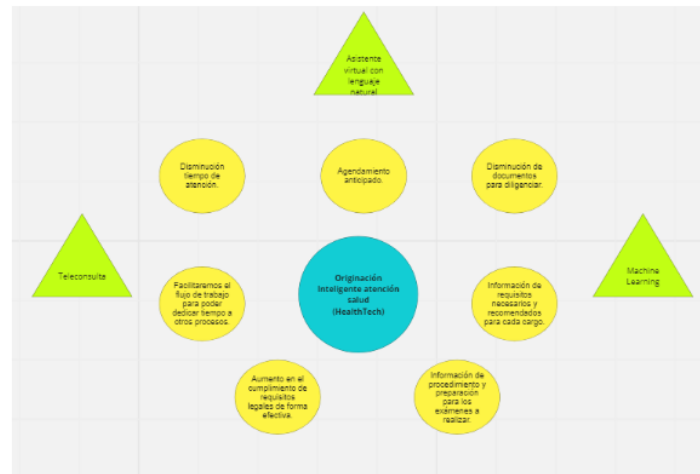 Asistente
virtual con
lenguaje
natural
Disminución
tiempo de
atención.
Agendamiento
anticipado.
Disminución de
documentos
para diligenciar.
Teleconsulta
Machine
Learning
Facilitaremos el
flujo de trabajo
para poder
dedicar tiempo a
otros procesos.
Originación
Inteligente atención
salud
(HealthTech)
Información de
requisitos
necesarios y
recomendados
para cada cargo.
Aumento en el
cumplimiento de
requisitos
legales de forma
efectiva.
Información de
procedimiento y
preparación
para los
exámenes a
realizar.